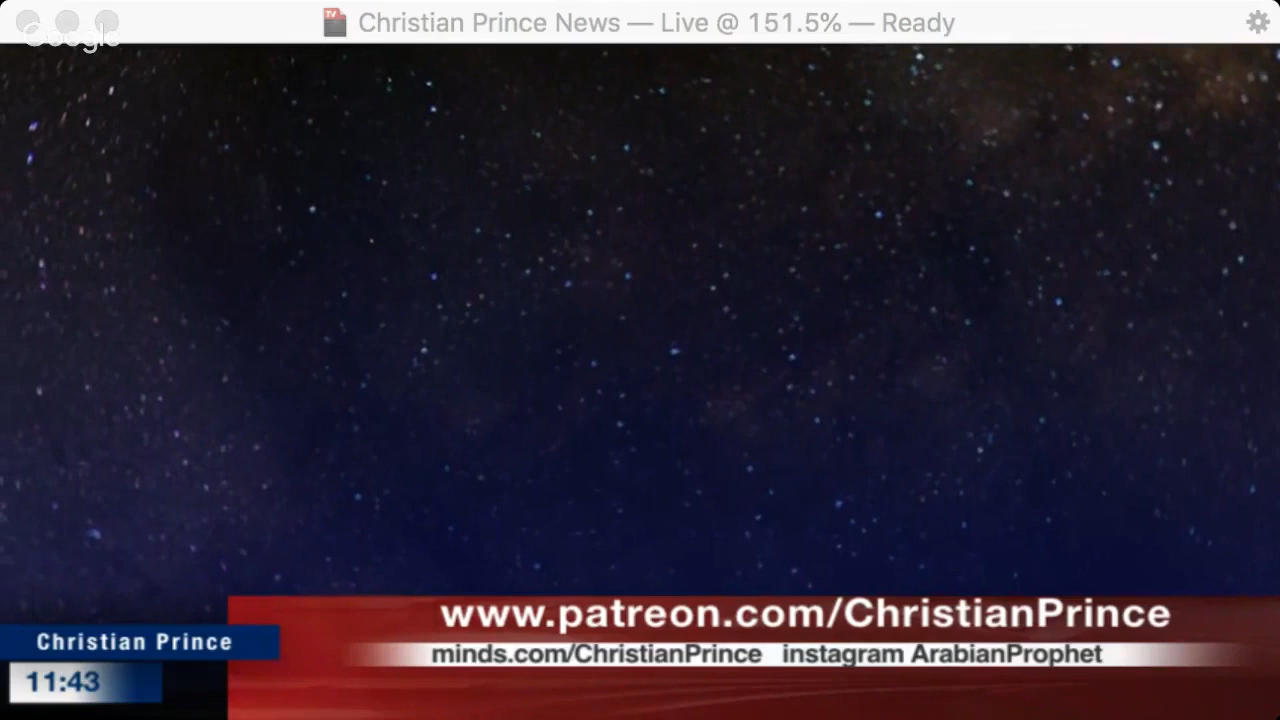 Christian Prince News — Live @ 151.5% — Ready
Google
www.patreon.com/ChristianPrince
Christian Prince
minds.com/ChristianPrince instagram ArabianProphet
11:43